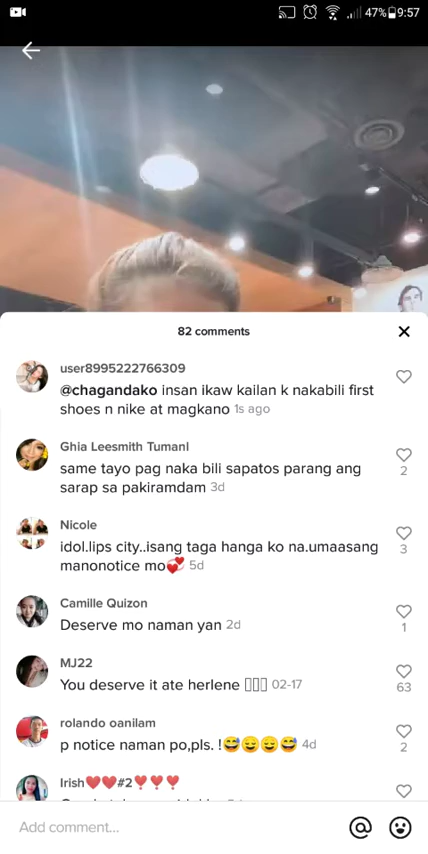 47% 9:57
82 comments
user8995222766309
@chagandako insan ikaw kailan k nakabili first
shoes n nike at magkano 1s ago
Ghia Leesmith Tumanl
same tayo pag naka bili sapatos parang ang
sarap sa pakiramdam 3d
2
Nicole
idol.lips city..isang taga hanga ko na.umaasang
manonotice mo💞 5d
3
Camille Quizon
Deserve mo naman yan 2d
1
MJ22
You deserve it ate herlene 02-17
63
rolando oanilam
p notice naman po,pls. !😅😌😌😅 4d
2
Irish❤️❤️#2❣️❣️❣️
Add comment...